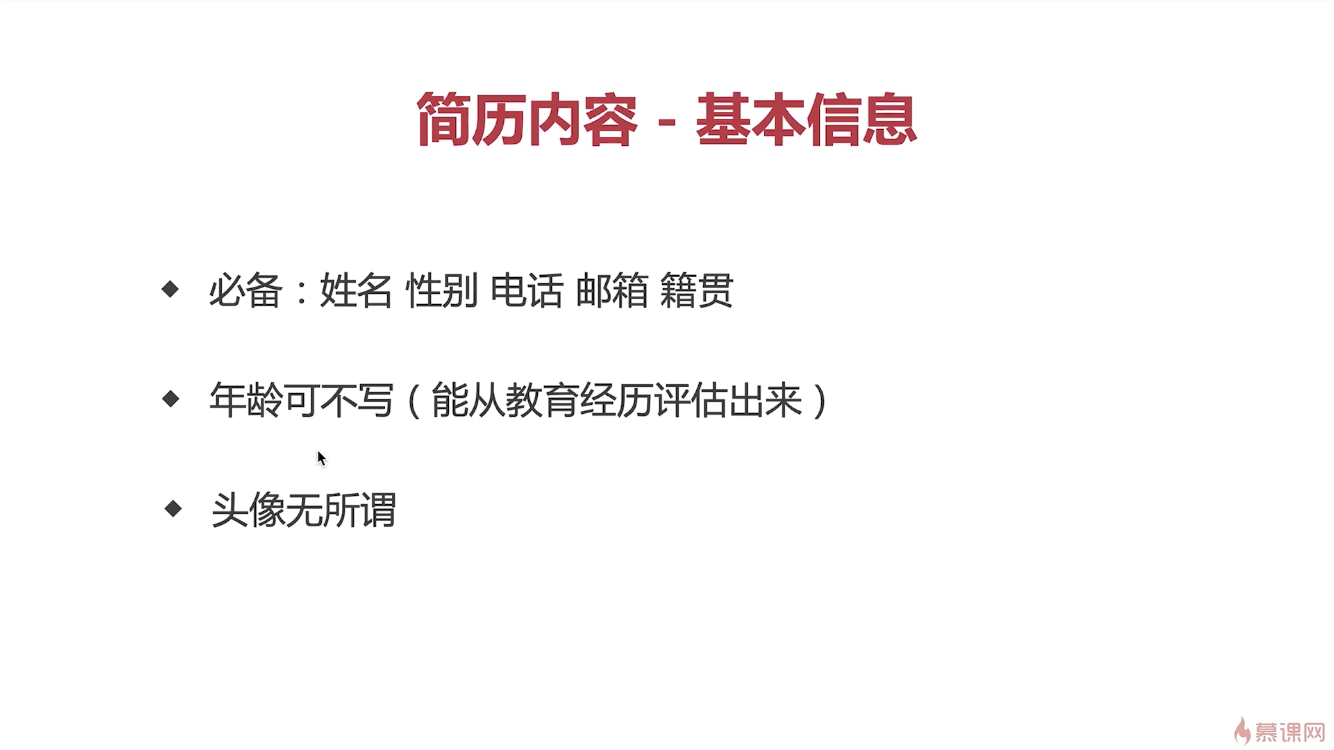 简历内容 - 基本信息
必备：姓名 性别 电话 邮箱 籍贯
年龄可不写（能从教育经历评估出来）
头像无所谓
慕课网